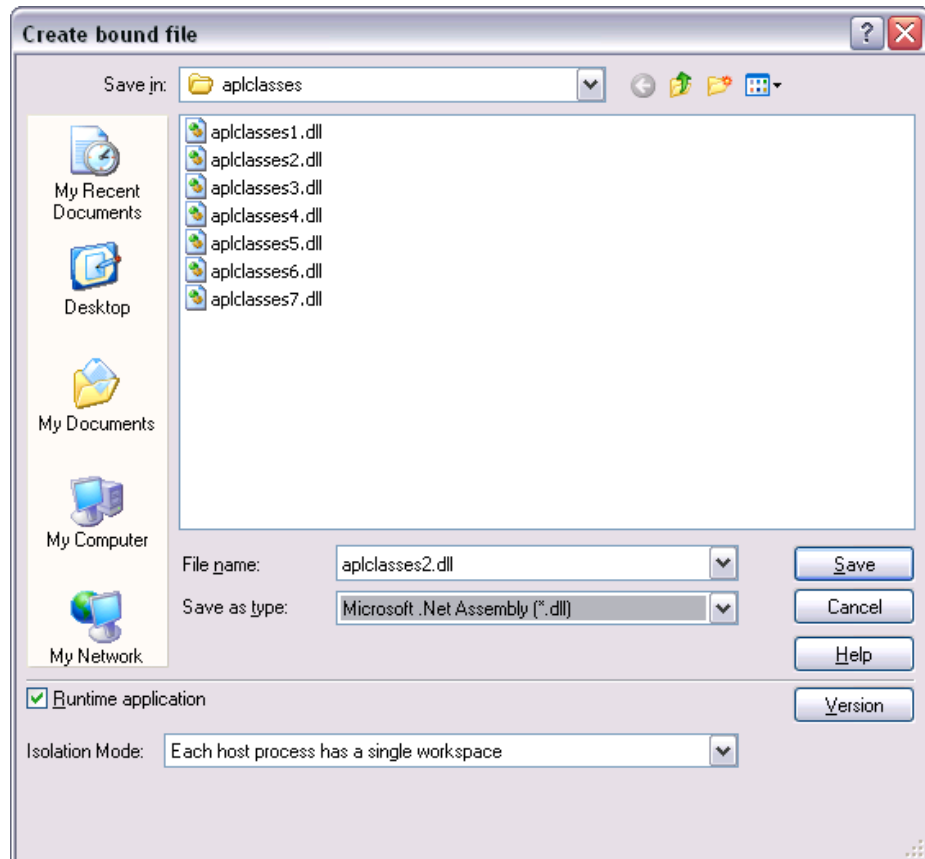 Create bound file
?
Save in:
aplclasses
My Recent
Documents
Desktop
My Documents
My Computer
My Network
aplclasses1.dll
aplclasses2.dll
aplclasses3.dll
aplclasses4.dll
aplclasses5.dll
aplclasses6.dll
aplclasses7.dll
File name:
aplclasses2.dll
Save
Save as type:
Microsoft .Net Assembly (*.dll)
Cancel
Help
Runtime application
Version
Isolation Mode:
Each host process has a single workspace